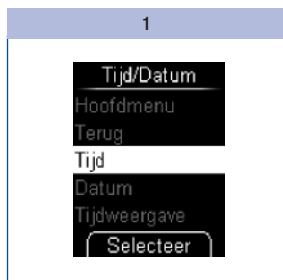 1
Tijd/Datum
Hoofdmenu
Terug
Tijd
Datum
Tijdweergave
Selecteer